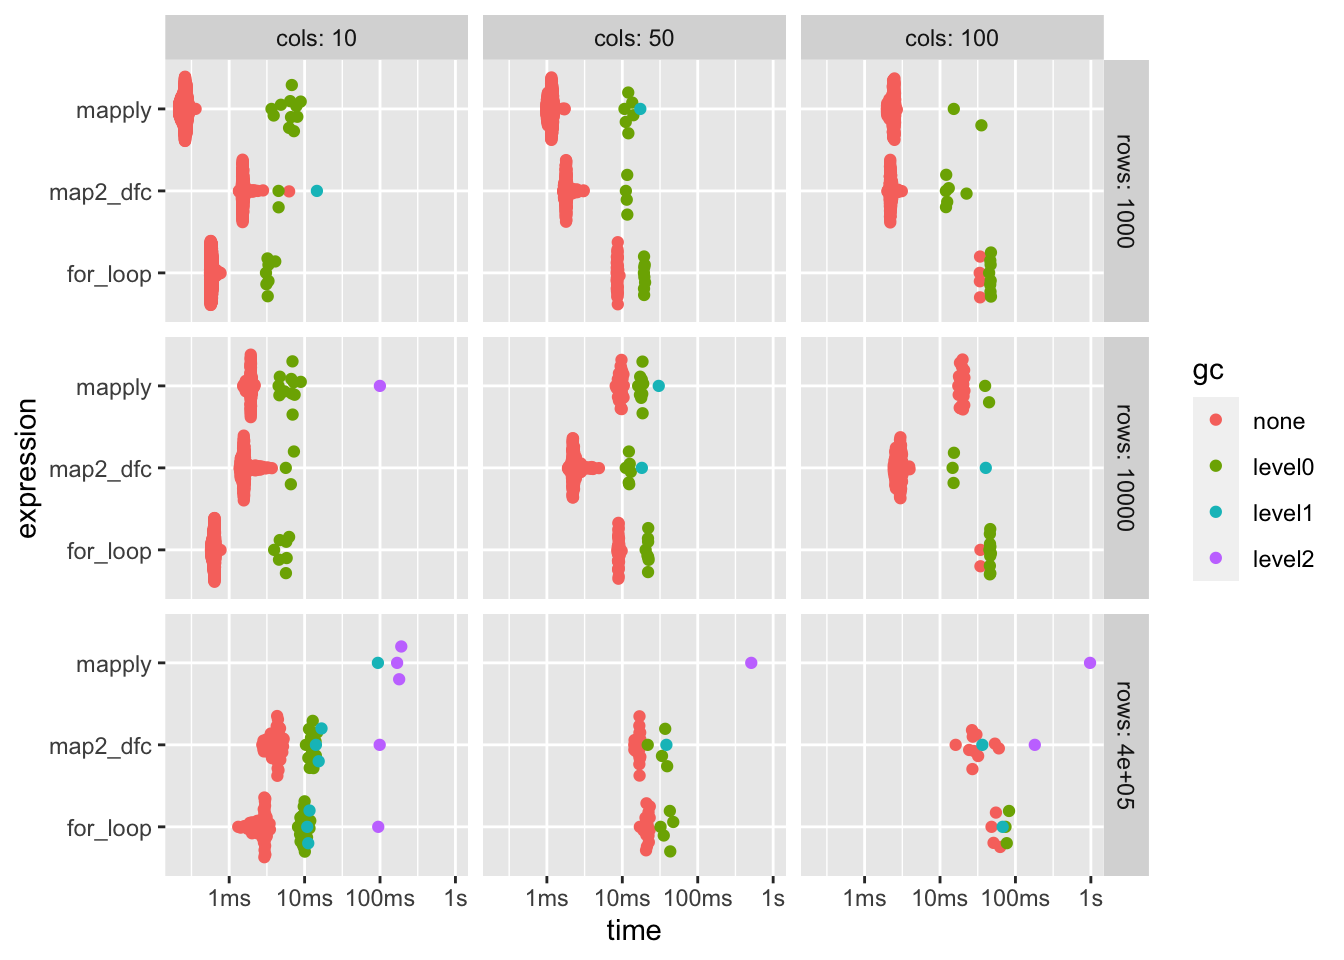 cols: 10
cols: 50
cols: 100
mapply
map2_dfc
for_loop
rows: 1000
mapply
map2_dfc
for_loop
rows: 10000
mapply
map2_dfc
for_loop
rows: 4e+05
1ms
10ms
100ms
1s
1ms
10ms
100ms
1s
1ms
10ms
100ms
1s
time
expression
gc
none
level0
level1
level2